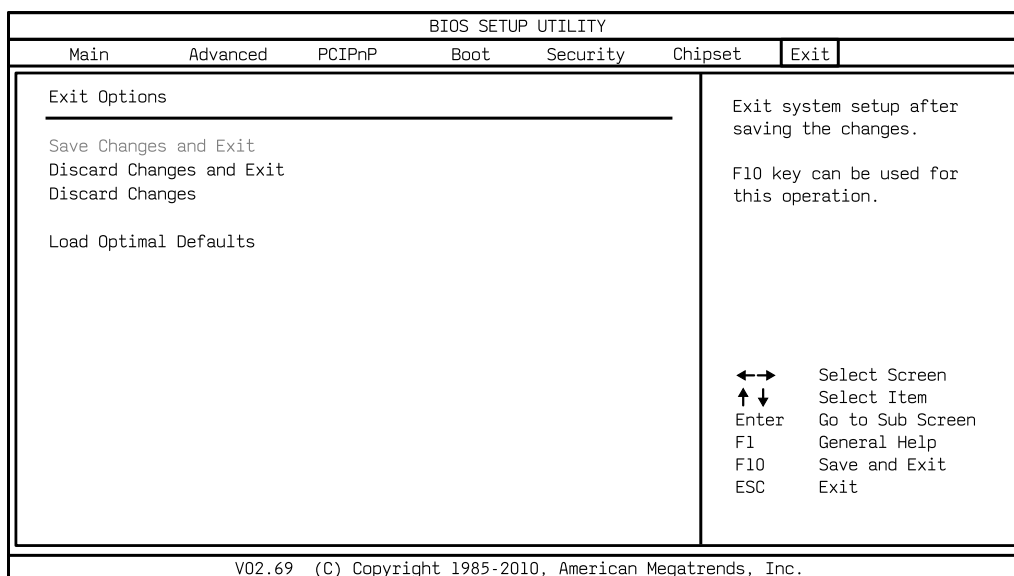 BIOS SETUP UTILITY
Main Advanced PCIPnP Boot Security Chipset Exit
Exit Options
Save Changes and Exit
Discard Changes and Exit
Discard Changes
Load Optimal Defaults
Exit system setup after
saving the changes.
F10 key can be used for
this operation.
←→ Select Screen
↑↓ Select Item
Enter Go to Sub Screen
F1 General Help
F10 Save and Exit
ESC Exit
V02.69 (C) Copyright 1985-2010, American Megatrends, Inc.